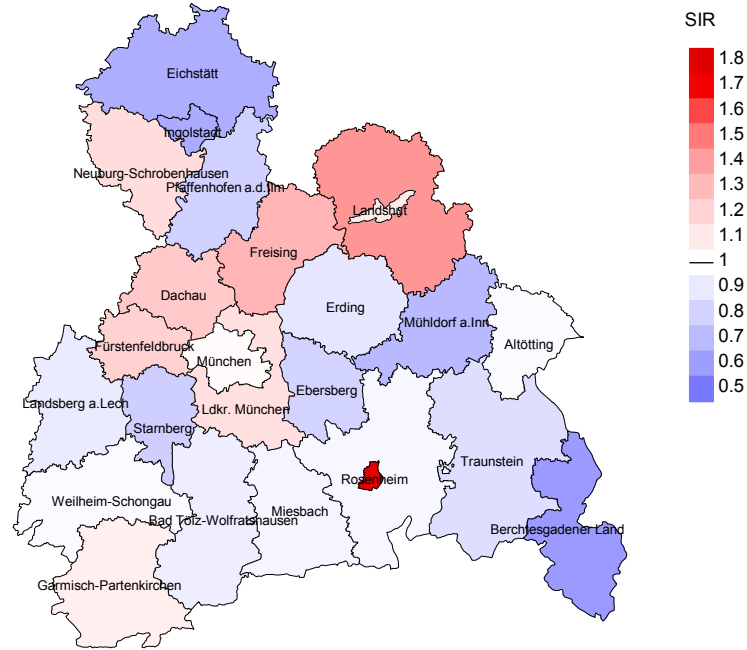 SIR
1.8
1.7
1.6
1.5
1.4
1.3
1.2
1.1
1
0.9
0.8
0.7
0.6
0.5
Eichstätt
Ingolstadt
Neuburg-Schrobenhausen
Pfaffenhofen a.d.Ilm
Landshut
Freising
Dachau
Erding
Mühldorf a.Inn
Fürstenfeldbruck
München
Altötting
Ebersberg
Landsberg a.Lech
Ldkr. München
Starnberg
Traunstein
Rosenheim
Weilheim-Schongau
Miesbach
Bad Tölz-Wolfratshausen
Berchtesgadener Land
Garmisch-Partenkirchen